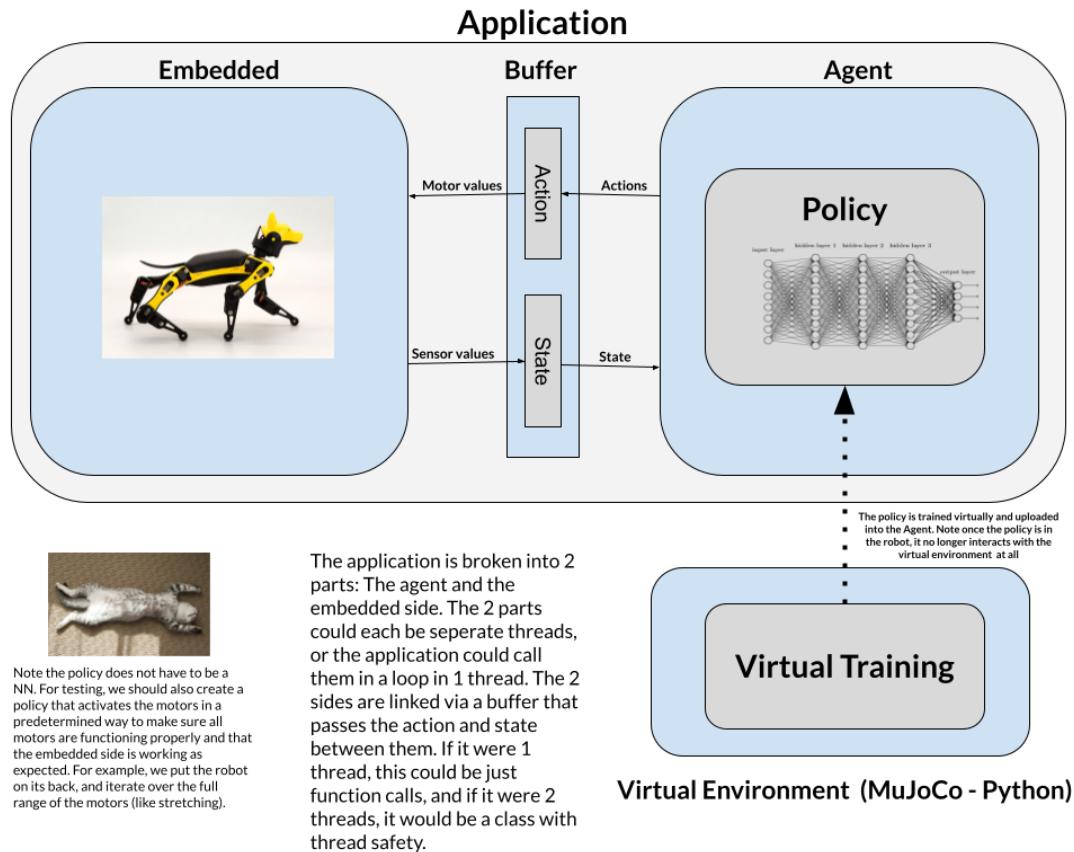 Application
Embedded
Buffer
Agent
Action
Motor values
Actions
Policy
input layer
hidden layer 1
hidden layer 2
hidden layer 3
output layer
State
Sensor values
State
The policy is trained virtually and uploaded
into the Agent. Note once the policy is in
the robot, it no longer interacts with the
virtual environment at all
Note the policy does not have to be a
NN. For testing, we should also create a
policy that activates the motors in a
predetermined way to make sure all
motors are functioning properly and that
the embedded side is working as
expected. For example, we put the robot
on its back, and iterate over the full
range of the motors (like stretching).
The application is broken into 2
parts: The agent and the
embedded side. The 2 parts
could each be seperate threads,
or the application could call
them in a loop in 1 thread. The 2
sides are linked via a buffer that
passes the action and state
between them. If it were 1
thread, this could be just
function calls, and if it were 2
threads, it would be a class with
thread safety.
Virtual Training
Virtual Environment (MuJoCo - Python)